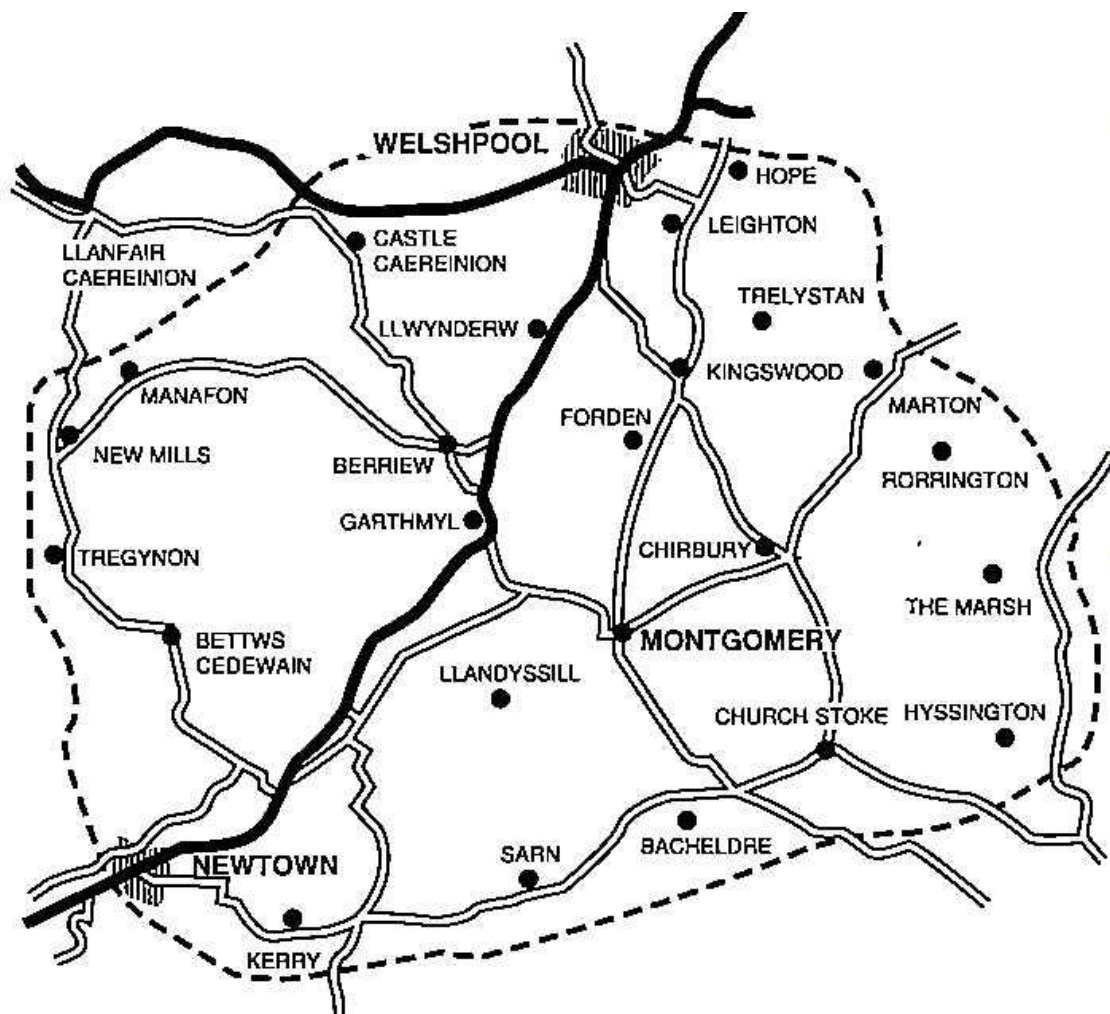 WELSHPOOL
HOPE
LEIGHTON
LLANFAIR
CAEREINION
CASTLE
CAEREINION
TRELYSTAN
LLWYNDERW
KINGSWOOD
MANAFON
MARTON
FORDEN
NEW MILLS
BERRIEW
RORRINGTON
GARTHMYL
CHIRBURY
TREGYNON
THE MARSH
BETTWS
CEDEWAIN
MONTGOMERY
LLANDYSSILL
CHURCH STOKE
HYSSINGTON
BACHELDRE
SARN
NEWTOWN
KERRY